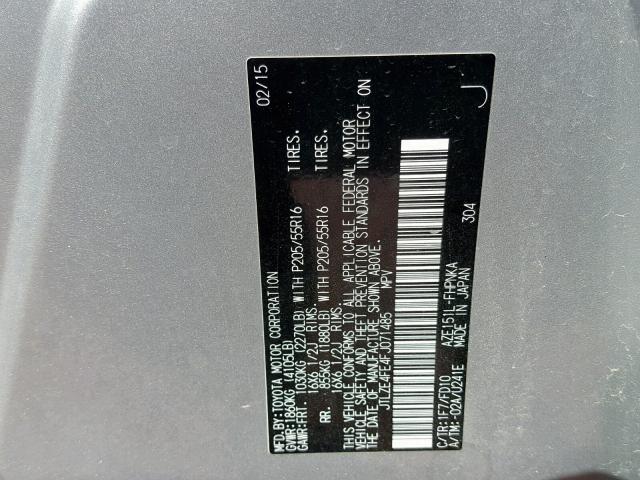 MFD.BY:TOYOTA MOTOR CORPORATION 02/15
GVWR:1860KG(4105LB)
GAWR:FRT. 1030KG(2270LB) WITH P205/55R16 TIRES.
16X6 1/2J RIMS.
RR. 855KG(1880LB) WITH P205/55R16 TIRES.
16X6 1/2J RIMS.
THIS VEHICLE CONFORMS TO ALL APPLICABLE FEDERAL MOTOR
VEHICLE SAFETY AND THEFT PREVENTION STANDARDS IN EFFECT ON
THE DATE OF MANUFACTURE SHOWN ABOVE.
JTLZE4FE4FJ071485 MPV
C/TR:1F7/FD10 AZE151L-FHPNKA
A/TM:-02A/U241E MADE IN JAPAN 304 J